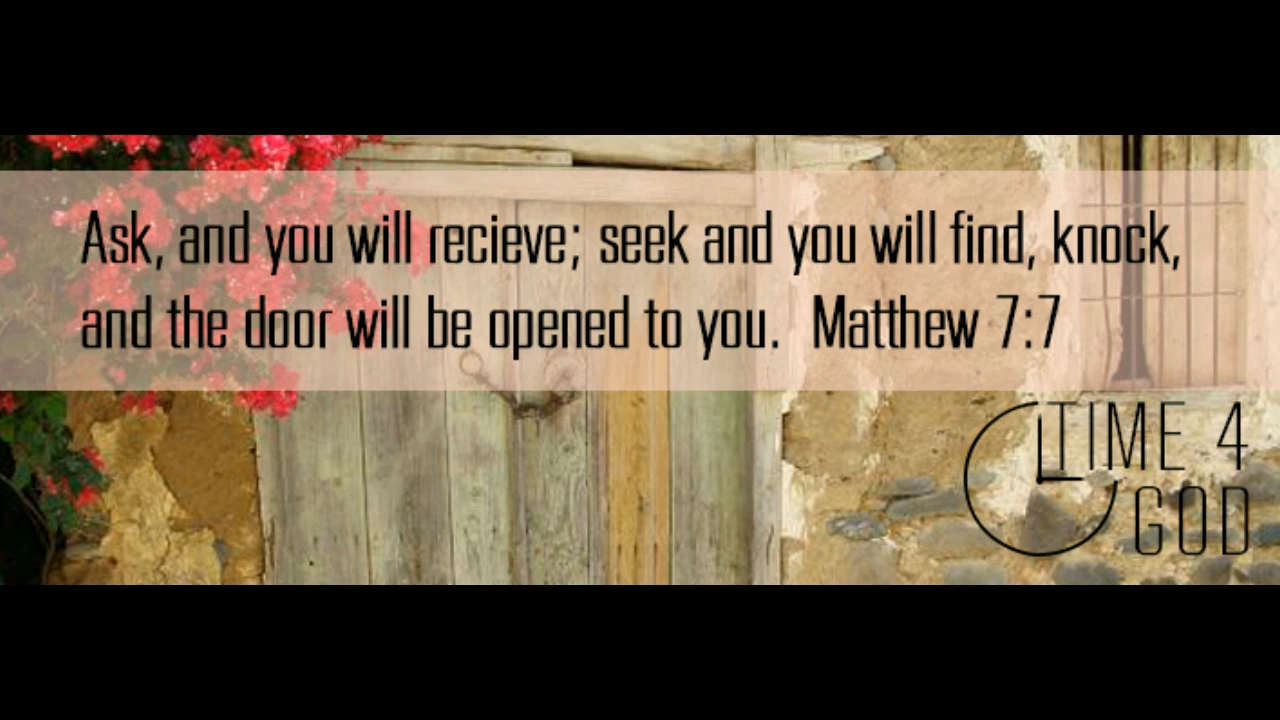 Ask, and you will recieve; seek and you will find, knock,
and the door will be opened to you.  Matthew 7:7
TIME 4
GOD